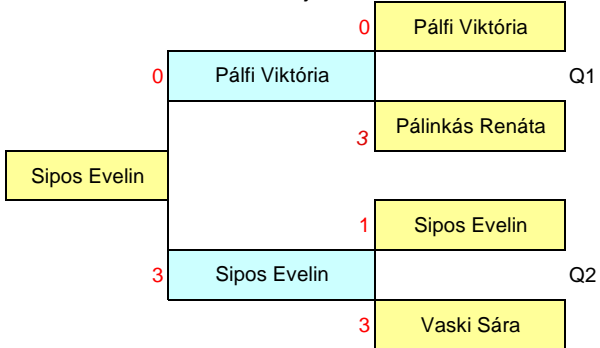 0 Pálfi Viktória
0 Pálfi Viktória Q1
3 Pálinkás Renáta
Sipos Evelin
1 Sipos Evelin
3 Sipos Evelin Q2
3 Vaski Sára